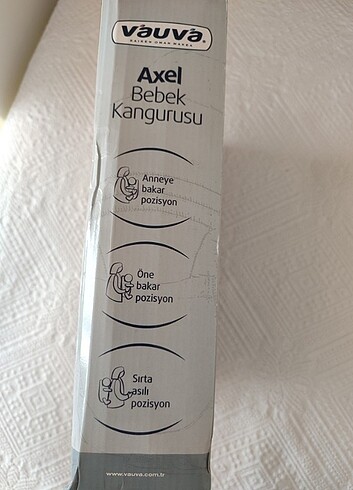 vauva
Axel
Bebek
Kangurusu
Anneye
bakar
pozisyon
Öne
bakar
pozisyon
Sırta
asılı
pozisyon
www.vauva.com.tr